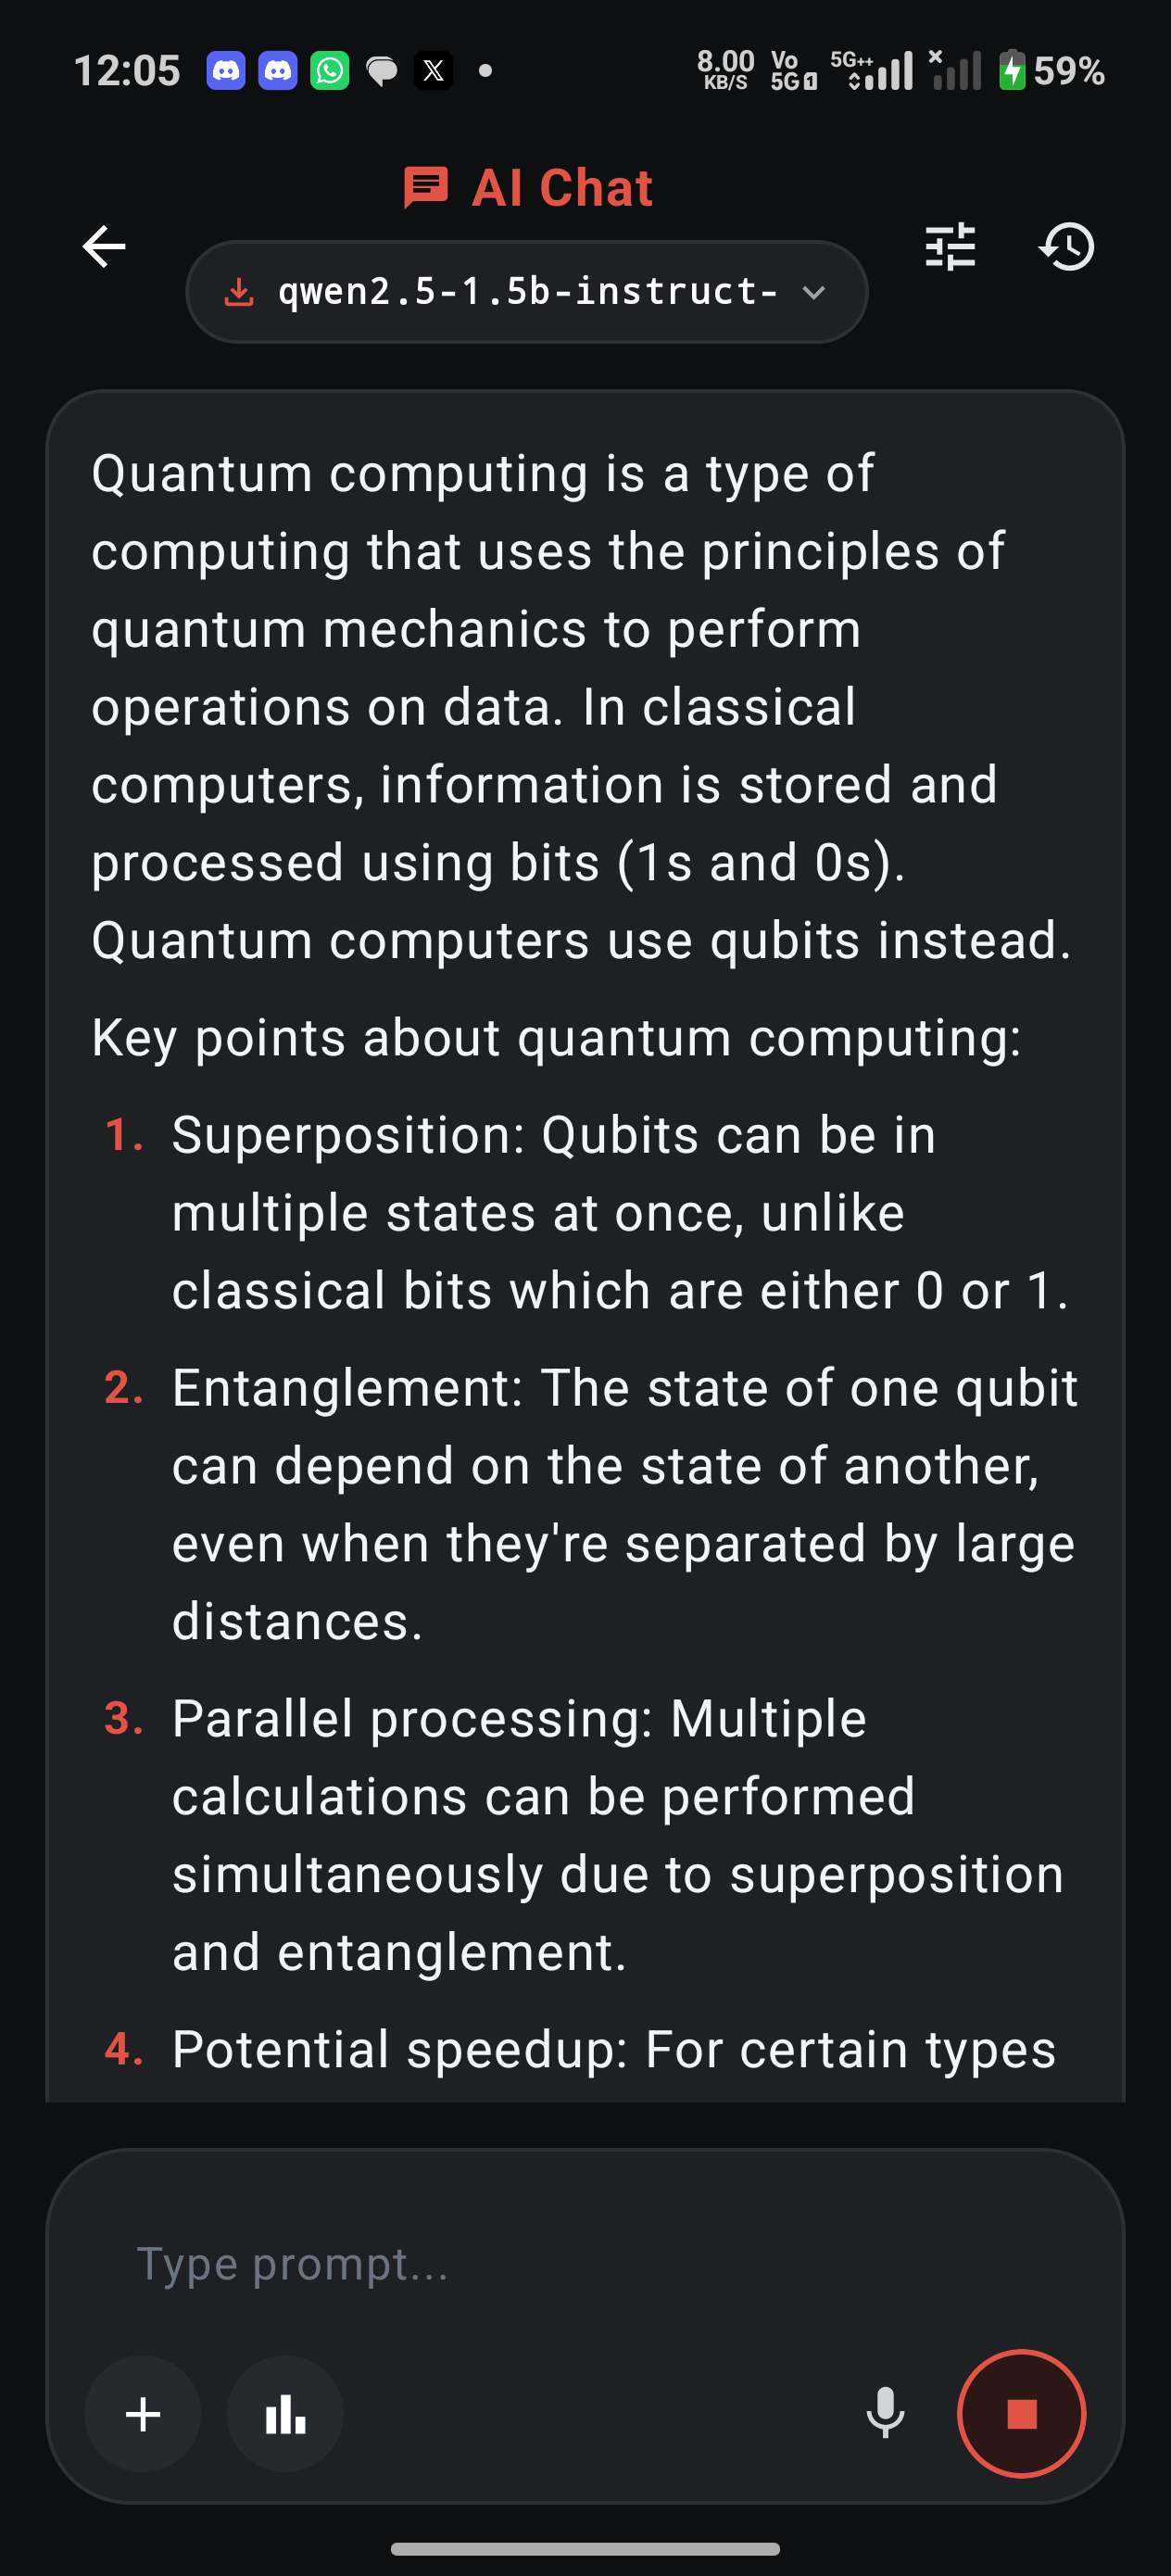 12:05
8.00 KB/S Vo 5G 5G++ 59%
AI Chat
qwen2.5-1.5b-instruct-
Quantum computing is a type of
computing that uses the principles of
quantum mechanics to perform
operations on data. In classical
computers, information is stored and
processed using bits (1s and 0s).
Quantum computers use qubits instead.
Key points about quantum computing:
1. Superposition: Qubits can be in
multiple states at once, unlike
classical bits which are either 0 or 1.
2. Entanglement: The state of one qubit
can depend on the state of another,
even when they're separated by large
distances.
3. Parallel processing: Multiple
calculations can be performed
simultaneously due to superposition
and entanglement.
4. Potential speedup: For certain types
Type prompt...